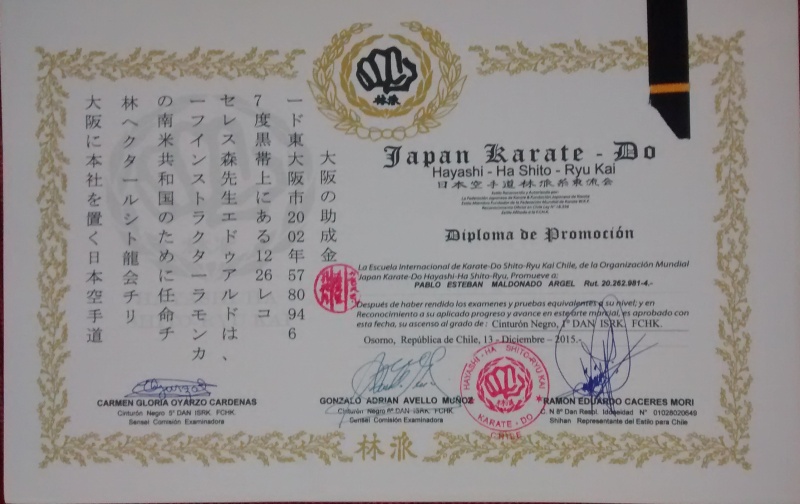 林派
大阪の助成金
ード東大阪市2002年5780946
7度黒帯上にある126レコ
セレス森先生エドゥアルドは、
ーフインストラクターラモンカ
の南米共和国のために任命チ
林ヘクタールシト龍会チリ
大阪に本社を置く日本空手道
Japan Karate - Do
Hayashi - Ha Shito - Ryu Kai
日本空手道林派糸東流会
Diploma de Promoción
La Escuela Internacional de Karate-Do Shito-Ryu Kai Chile, de la Organización Mundial
Japan Karate-Do Hayashi-Ha Shito-Ryu, Promueve a:
PABLO ESTEBAN MALDONADO ARGEL Rut. 20.262.981-4.-
Después de haber rendido los examenes y pruebas equivalentes a su nivel; y en
Reconocimiento a su aplicado progreso y avance en este arte marcial, es aprobado con
esta fecha, su ascenso al grado de : Cinturón Negro, 1º DAN ISRK. FCHK.
Osorno, República de Chile, 13 - Diciembre - 2015.-
CARMEN GLORIA OYARZO CARDENAS
Cinturón Negro 5º DAN ISRK. FCHK
Sensei Comisión Examinadora
GONZALO ADRIAN AVELLO MUÑOZ
Cinturón Negro 6º DAN ISRK. FCHK
Sensei Comisión Examinadora
HAYASHI - HA SHITO-RYU KAI
KARATE - DO
CHILE
RAMON EDUARDO CACERES MORI
C. N 8º Dan Respl. Idoneidad Nº 01026020649
Shihan Representante del Estilo para Chile
林派